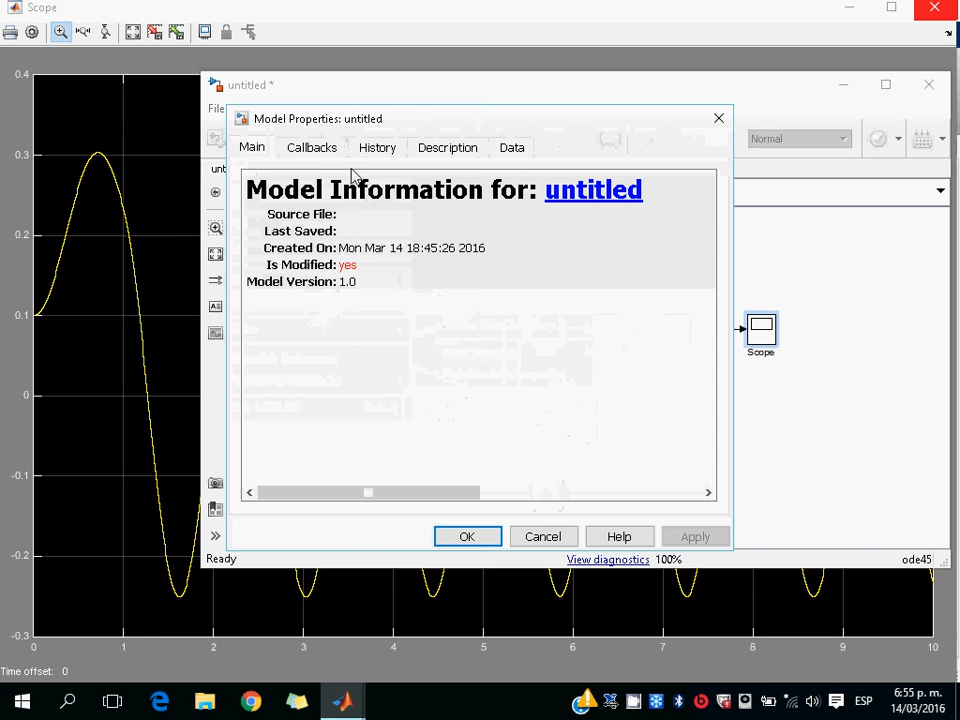 Scope
0.4
untitled *
File
Model Properties: untitled
Main Callbacks History Description Data
Normal
0.3
Model Information for: untitled
Source File:
Last Saved:
0.2
Created On: Mon Mar 14 18:45:26 2016
Is Modified: yes
Model Version: 1.0
0.1
Scope
0
-0.1
-0.2
OK Cancel Help Apply
Ready View diagnostics 100% ode45
-0.3
0 1 2 3 4 5 6 7 8 9 10
Time offset: 0
ESP
6:55 p. m.
14/03/2016